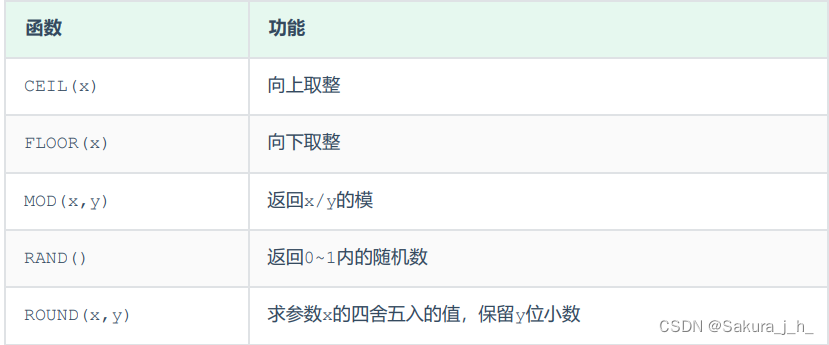 函数 功能
CEIL(x) 向上取整
FLOOR(x) 向下取整
MOD(x,y) 返回x/y的模
RAND() 返回0~1内的随机数
ROUND(x,y) 求参数x的四舍五入的值，保留y位小数
CSDN @Sakura_j_h_